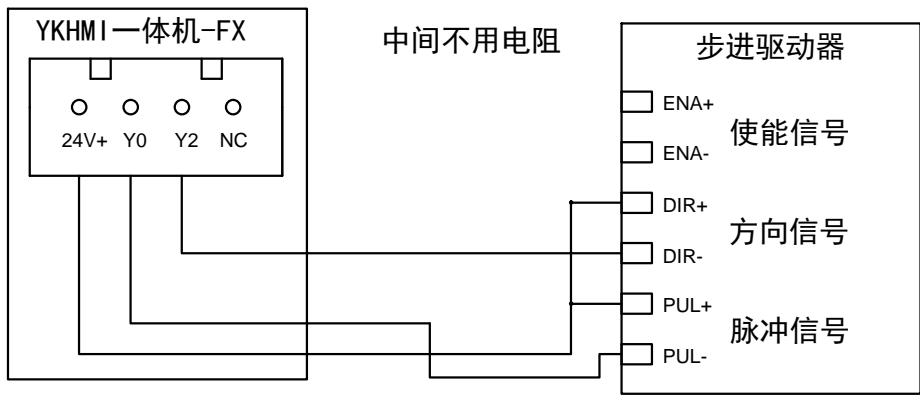 YKHMI一体机-FX
24V+ Y0 Y2 NC
中间不用电阻
步进驱动器
ENA+
使能信号
ENA-
DIR+
方向信号
DIR-
PUL+
脉冲信号
PUL-